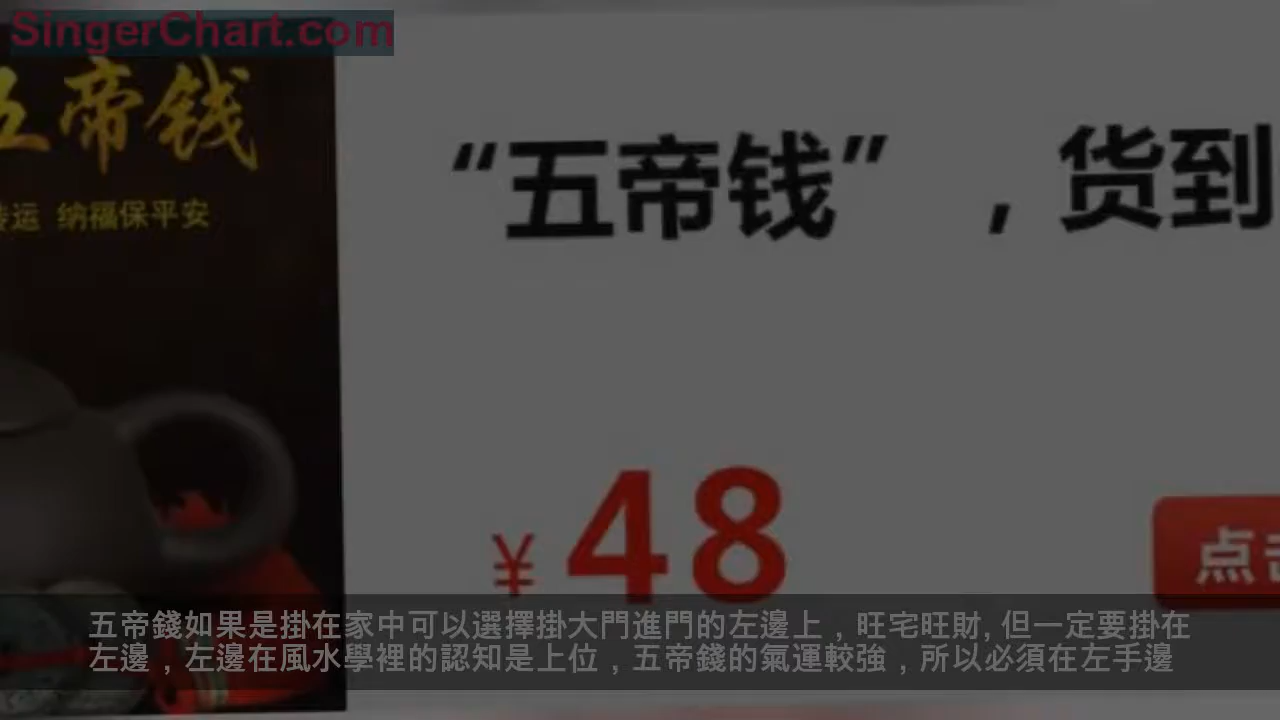 SingerChart.com
五帝钱
转运 纳福保平安
“五帝钱” ，货到
¥48
点击
五帝錢如果是掛在家中可以選擇掛大門進門的左邊上，旺宅旺財, 但一定要掛在
左邊，左邊在風水學裡的認知是上位，五帝錢的氣運較強，所以必須在左手邊